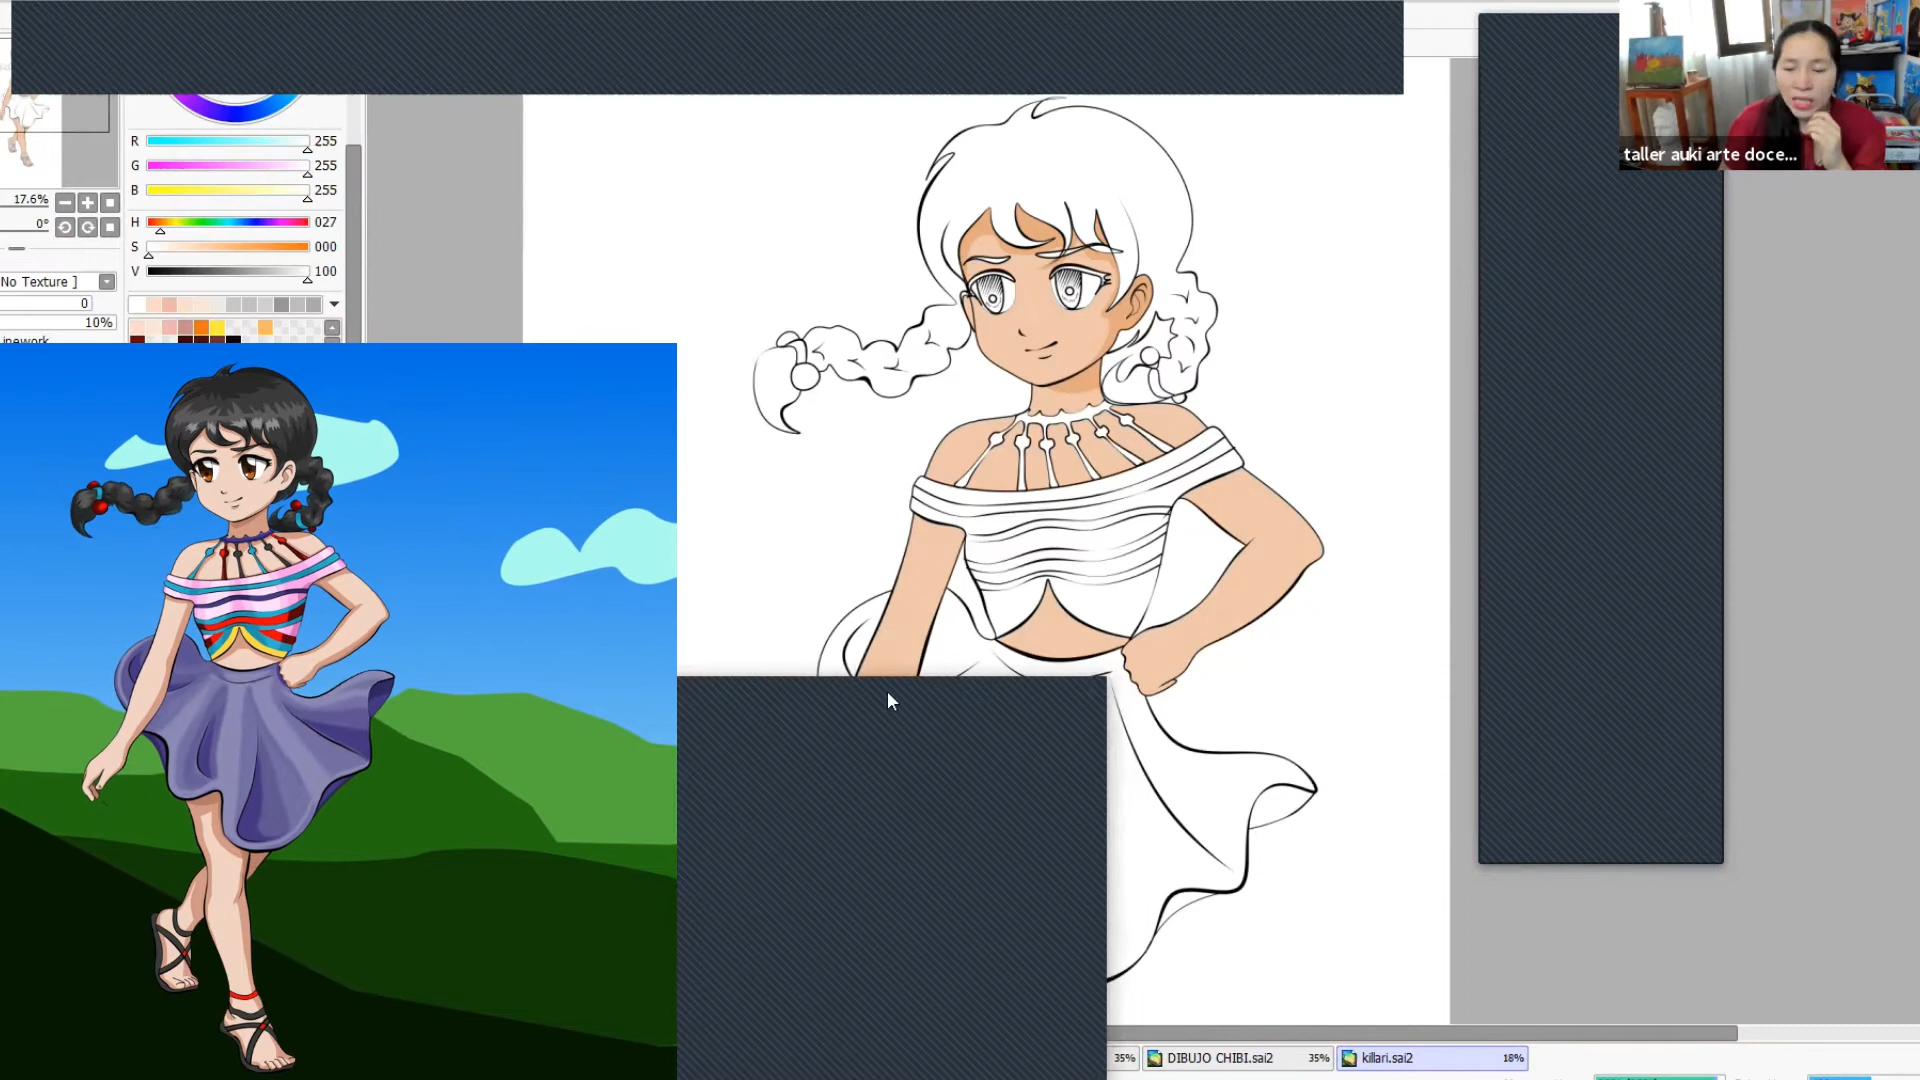 taller auki arte doce...
R 255
G 255
B 255
H 027
S 000
V 100
17.6%
0°
No Texture ]
0
10%
35%
DIBUJO CHIBI.sai2 35%
killari.sai2 18%